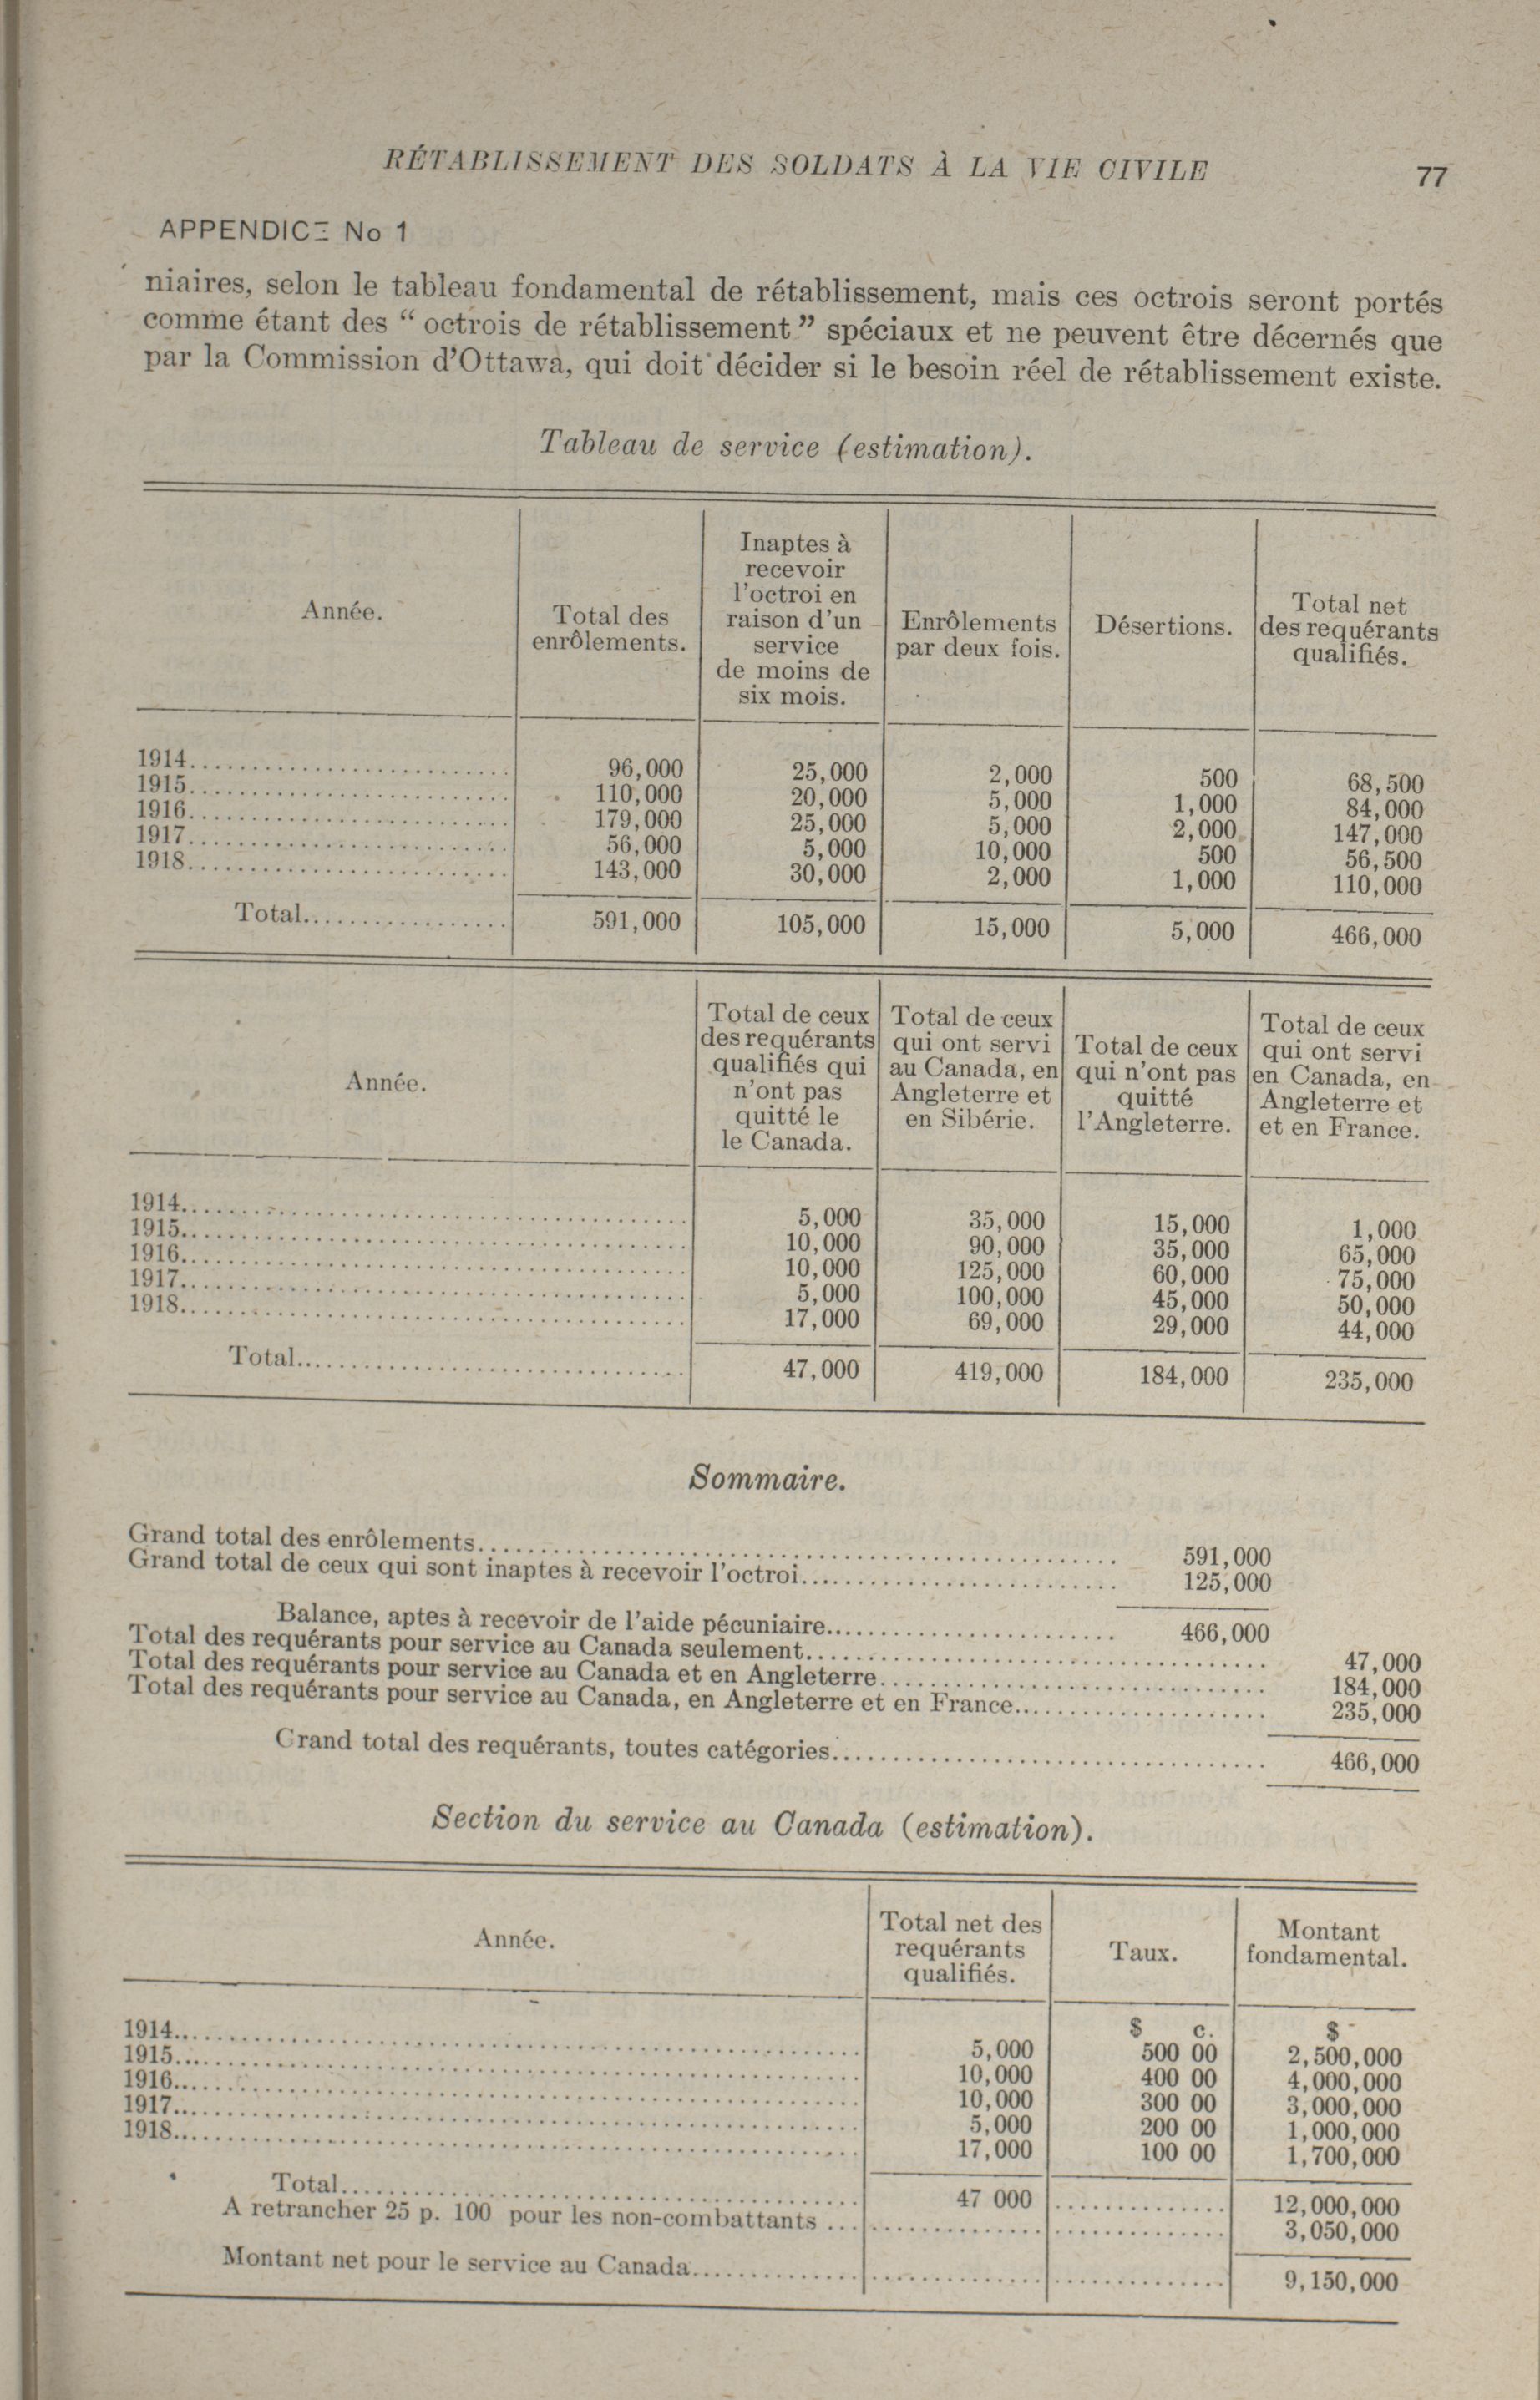 RÉTABLISSEMENT DES SOLDATS À LA VIE CIVILE 77
APPENDICE No 1
niaires, selon le tableau fondamental de rétablissement, mais ces octrois seront portés
comme étant des “ octrois de rétablissement ” spéciaux et ne peuvent être décernés que
par la Commission d'Ottawa, qui doit décider si le besoin réel de rétablissement existe.
Tableau de service (estimation).
Année. Total des enrôlements. Inaptes à recevoir l'octroi en raison d'un service de moins de six mois. Enrôlements par deux fois. Désertions. Total net des requérants qualifiés.
1914 96,000 25,000 2,000 500 68,500
1915 110,000 20,000 5,000 1,000 84,000
1916 179,000 25,000 5,000 2,000 147,000
1917 56,000 5,000 10,000 500 56,500
1918 143,000 30,000 2,000 1,000 110,000
Total 591,000 105,000 15,000 5,000 466,000
Année. Total de ceux des requérants qualifiés qui n'ont pas quitté le le Canada. Total de ceux qui ont servi au Canada, en Angleterre et en Sibérie. Total de ceux qui n'ont pas quitté l'Angleterre. Total de ceux qui ont servi en Canada, en Angleterre et et en France.
1914 5,000 35,000 15,000 1,000
1915 10,000 90,000 35,000 65,000
1916 10,000 125,000 60,000 75,000
1917 5,000 100,000 45,000 50,000
1918 17,000 69,000 29,000 44,000
Total 47,000 419,000 184,000 235,000
Sommaire.
Grand total des enrôlements 591,000
Grand total de ceux qui sont inaptes à recevoir l'octroi 125,000
Balance, aptes à recevoir de l'aide pécuniaire 466,000
Total des requérants pour service au Canada seulement 47,000
Total des requérants pour service au Canada et en Angleterre 184,000
Total des requérants pour service au Canada, en Angleterre et en France 235,000
Grand total des requérants, toutes catégories 466,000
Section du service au Canada (estimation).
Année. Total net des requérants qualifiés. Taux. Montant fondamental.
$ c. $
1914 5,000 500 00 2,500,000
1915 10,000 400 00 4,000,000
1916 10,000 300 00 3,000,000
1917 5,000 200 00 1,000,000
1918 17,000 100 00 1,700,000
Total 47 000 12,000,000
A retrancher 25 p. 100 pour les non-combattants 3,050,000
Montant net pour le service au Canada 9,150,000